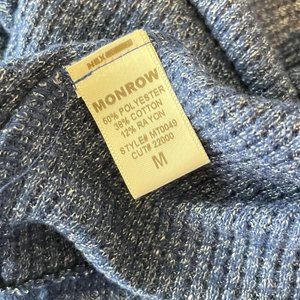 MONROW
50% POLYESTER
38% COTTON
12% RAYON
STYLE# MT0049
CUT# 22000
M